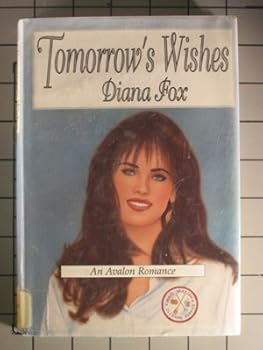 Tomorrow's Wishes
Diana Fox
An Avalon Romance